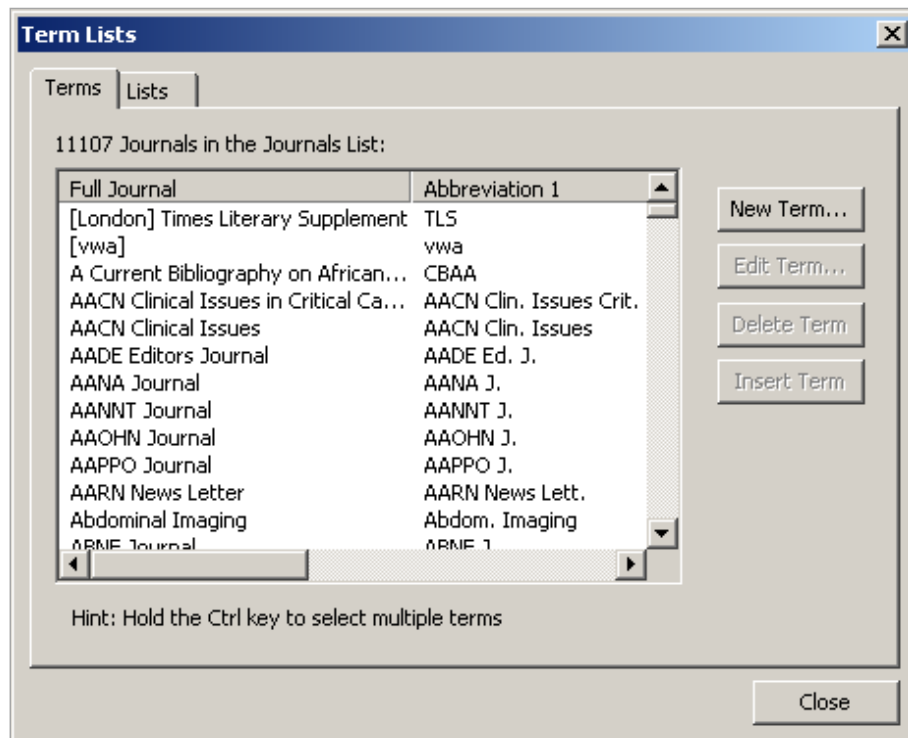 Term Lists
Terms Lists
11107 Journals in the Journals List:
Full Journal Abbreviation 1
[London] Times Literary Supplement TLS
[vwa] vwa
A Current Bibliography on African... CBAA
AACN Clinical Issues in Critical Ca... AACN Clin. Issues Crit.
AACN Clinical Issues AACN Clin. Issues
AADE Editors Journal AADE Ed. J.
AANA Journal AANA J.
AANNT Journal AANNT J.
AAOHN Journal AAOHN J.
AAPPO Journal AAPPO J.
AARN News Letter AARN News Lett.
Abdominal Imaging Abdom. Imaging
ABNF Journal ABNF J.
New Term...
Edit Term...
Delete Term
Insert Term
Hint: Hold the Ctrl key to select multiple terms
Close